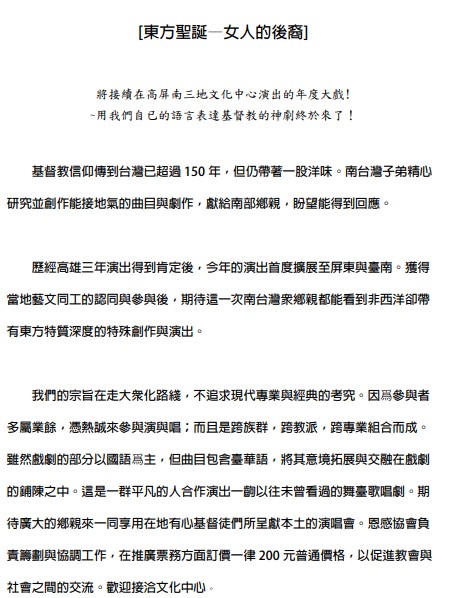 [東方聖誕—女人的後裔]
將接續在高屏南三地文化中心演出的年度大戲!
~用我們自已的語言表達基督教的神劇終於來了！
基督教信仰傳到台灣已超過 150 年，但仍帶著一股洋味。南台灣子弟精心
研究並創作能接地氣的曲目與劇作，獻給南部鄉親，盼望能得到回應。
歷經高雄三年演出得到肯定後，今年的演出首度擴展至屏東與臺南。獲得
當地藝文同工的認同與參與後，期待這一次南台灣眾鄉親都能看到非西洋卻帶
有東方特質深度的特殊創作與演出。
我們的宗旨在走大眾化路綫，不追求現代專業與經典的考究。因爲參與者
多屬業餘，憑熱誠來參與演與唱；而且是跨族群，跨教派，跨專業組合而成。
雖然戲劇的部分以國語爲主，但曲目包含臺華語，將其意境拓展與交融在戲劇
的鋪陳之中。這是一群平凡的人合作演出一齣以往未曾看過的舞臺歌唱劇。期
待廣大的鄉親來一同享用在地有心基督徒們所呈獻本土的演唱會。恩感協會負
責籌劃與協調工作，在推廣票務方面訂價一律 200 元普通價格，以促進教會與
社會之間的交流。歡迎接洽文化中心。